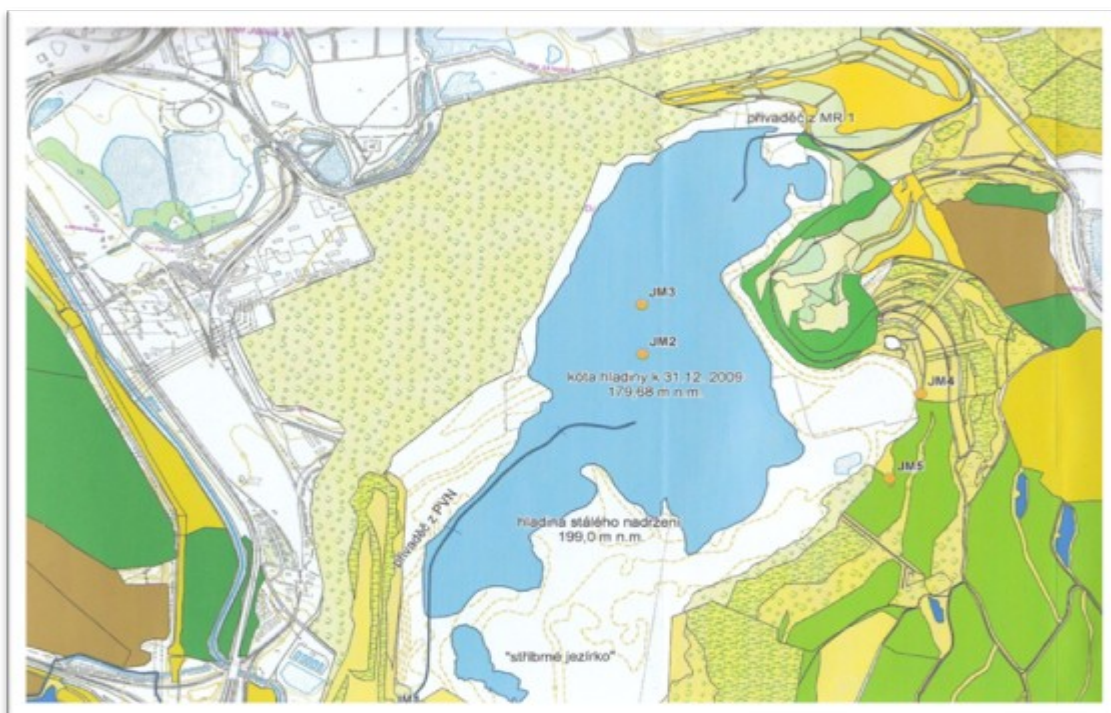 přivaděč z MR 1
JM3
JM2
kóta hladiny k 31.12. 2009:
179,68 m n.m.
JM4
JM5
přivaděč z PVN
hladina stálého nadržení
199,0 m n.m.
"stříbrné jezírko"